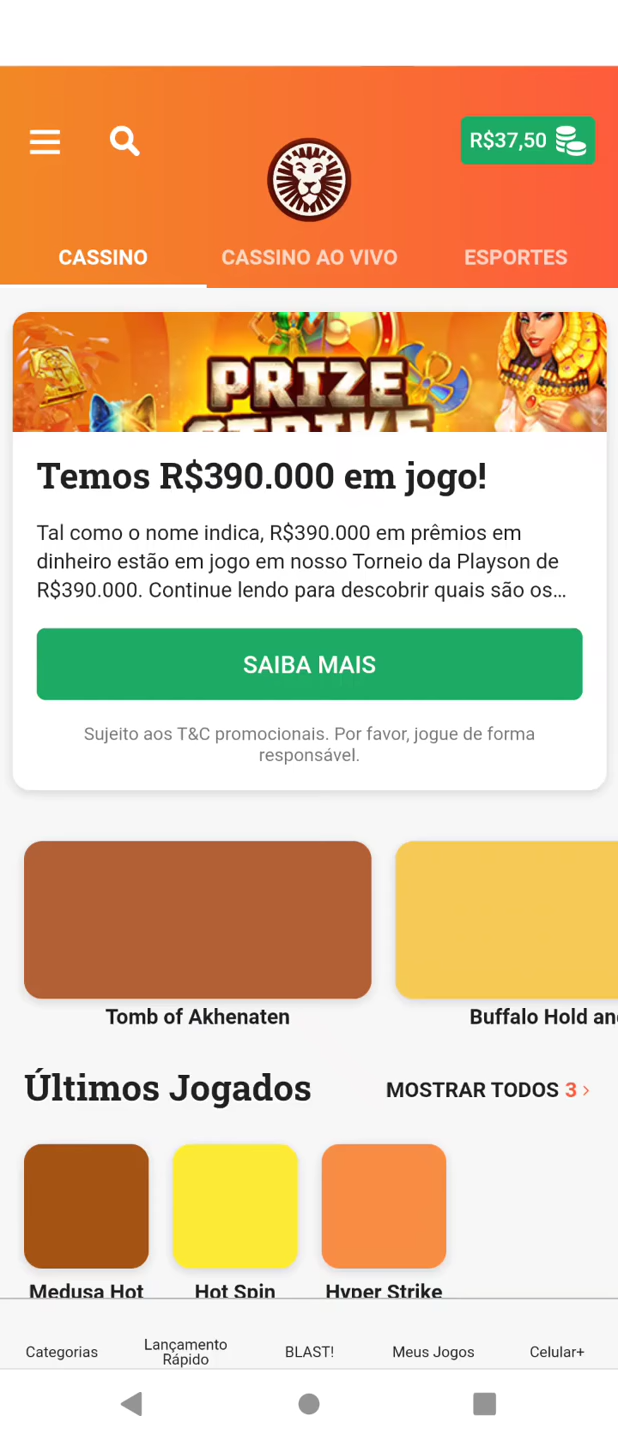 R$37,50
CASSINO
CASSINO AO VIVO
ESPORTES
PRIZE
STRIKE
Temos R$390.000 em jogo!
Tal como o nome indica, R$390.000 em prêmios em
dinheiro estão em jogo em nosso Torneio da Playson de
R$390.000. Continue lendo para descobrir quais são os…
SAIBA MAIS
Sujeito aos T&C promocionais. Por favor, jogue de forma
responsável.
Tomb of Akhenaten
Buffalo Hold an
Últimos Jogados
MOSTRAR TODOS 3
Medusa Hot
Hot Spin
Hyper Strike
Categorias
Lançamento
Rápido
BLAST!
Meus Jogos
Celular+